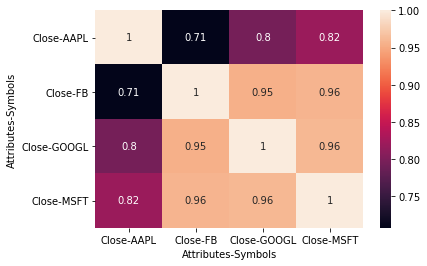 Close-AAPL 1 0.71 0.8 0.82
Close-FB 0.71 1 0.95 0.96
Close-GOOGL 0.8 0.95 1 0.96
Close-MSFT 0.82 0.96 0.96 1
Close-AAPL Close-FB Close-GOOGL Close-MSFT
Attributes-Symbols
Attributes-Symbols
1.00
0.95
0.90
0.85
0.80
0.75